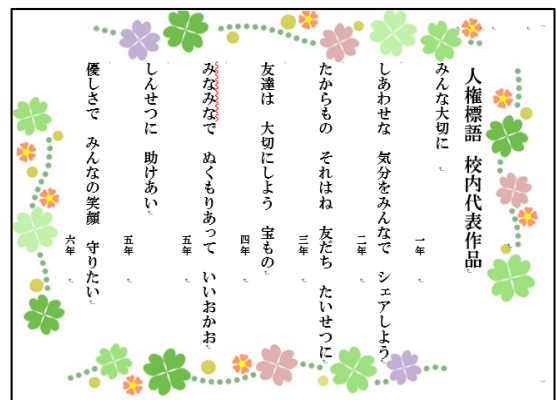 人権標語 校内代表作品
みんな大切に
一年
しあわせな 気分をみんなで シェアしよう
二年
たからもの それはね 友だち たいせつに
三年
友達は 大切にしよう 宝もの
四年
みなみなで ぬくもりあって いいおかお
五年
しんせつに 助けあい
五年
優しさで みんなの笑顔 守りたい
六年